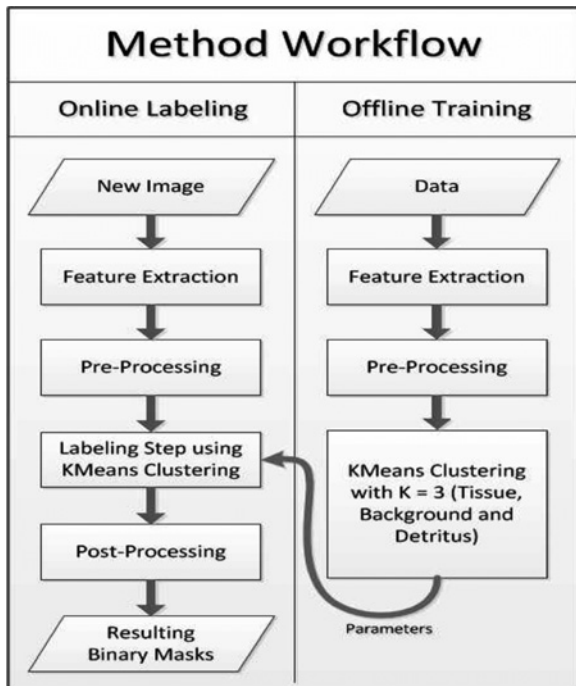 Method Workflow
Online Labeling
New Image
Feature Extraction
Pre-Processing
Labeling Step using
KMeans Clustering
Post-Processing
Resulting
Binary Masks
Offline Training
Data
Feature Extraction
Pre-Processing
KMeans Clustering
with K = 3 (Tissue,
Background and
Detritus)
Parameters